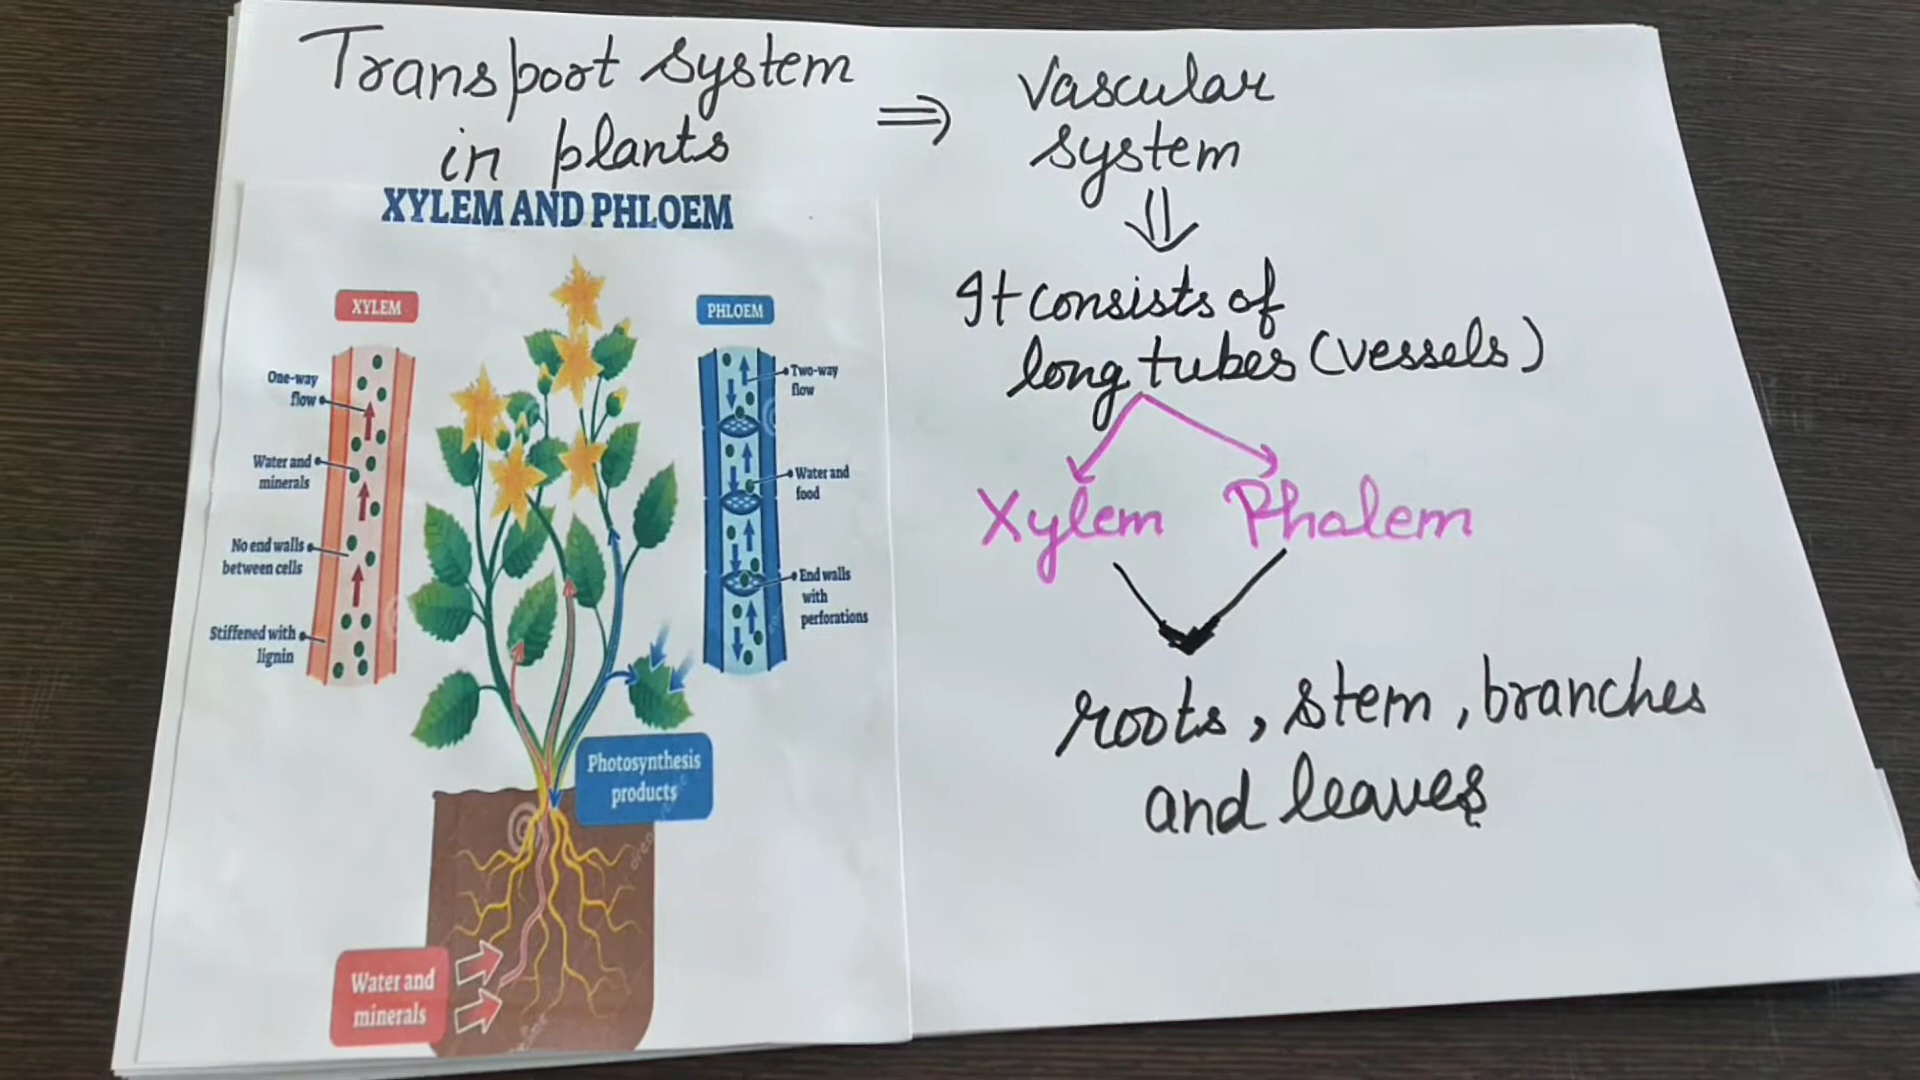 Transport system
in plants
⇒
Vascular
system
⇓
It consists of
long tubes (vessels)
Xylem Phalem
roots, stem, branches
and leaves
XYLEM AND PHLOEM
XYLEM
One-way
flow
Water and
minerals
No end walls
between cells
Stiffened with
lignin
PHLOEM
Two-way
flow
Water and
food
End walls
with
perforations
Photosynthesis
products
Water and
minerals